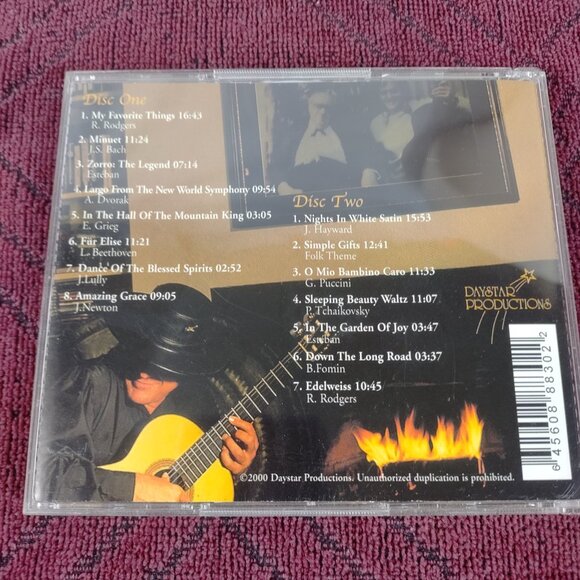 Disc One
1. My Favorite Things 16:43
R. Rodgers
2. Minuet 11:24
J.S. Bach
3. Zorro: The Legend 07:14
Esteban
4. Largo From The New World Symphony 09:54
A. Dvorak
5. In The Hall Of The Mountain King 03:05
E. Grieg
6. Fur Elise 11:21
L. Beethoven
7. Dance Of The Blessed Spirits 02:52
J.Lully
8. Amazing Grace 09:05
J.Newton
Disc Two
1. Nights In White Satin 15:53
J. Hayward
2. Simple Gifts 12:41
Folk Theme
3. O Mio Bambino Caro 11:33
G. Puccini
4. Sleeping Beauty Waltz 11:07
P. Tchaikovsky
5. In The Garden Of Joy 03:47
Esteban
6. Down The Long Road 03:37
B.Fomin
7. Edelweiss 10:45
R. Rodgers
DAYSTAR
PRODUCTIONS
6 45608 88302 2
©2000 Daystar Productions. Unauthorized duplication is prohibited.